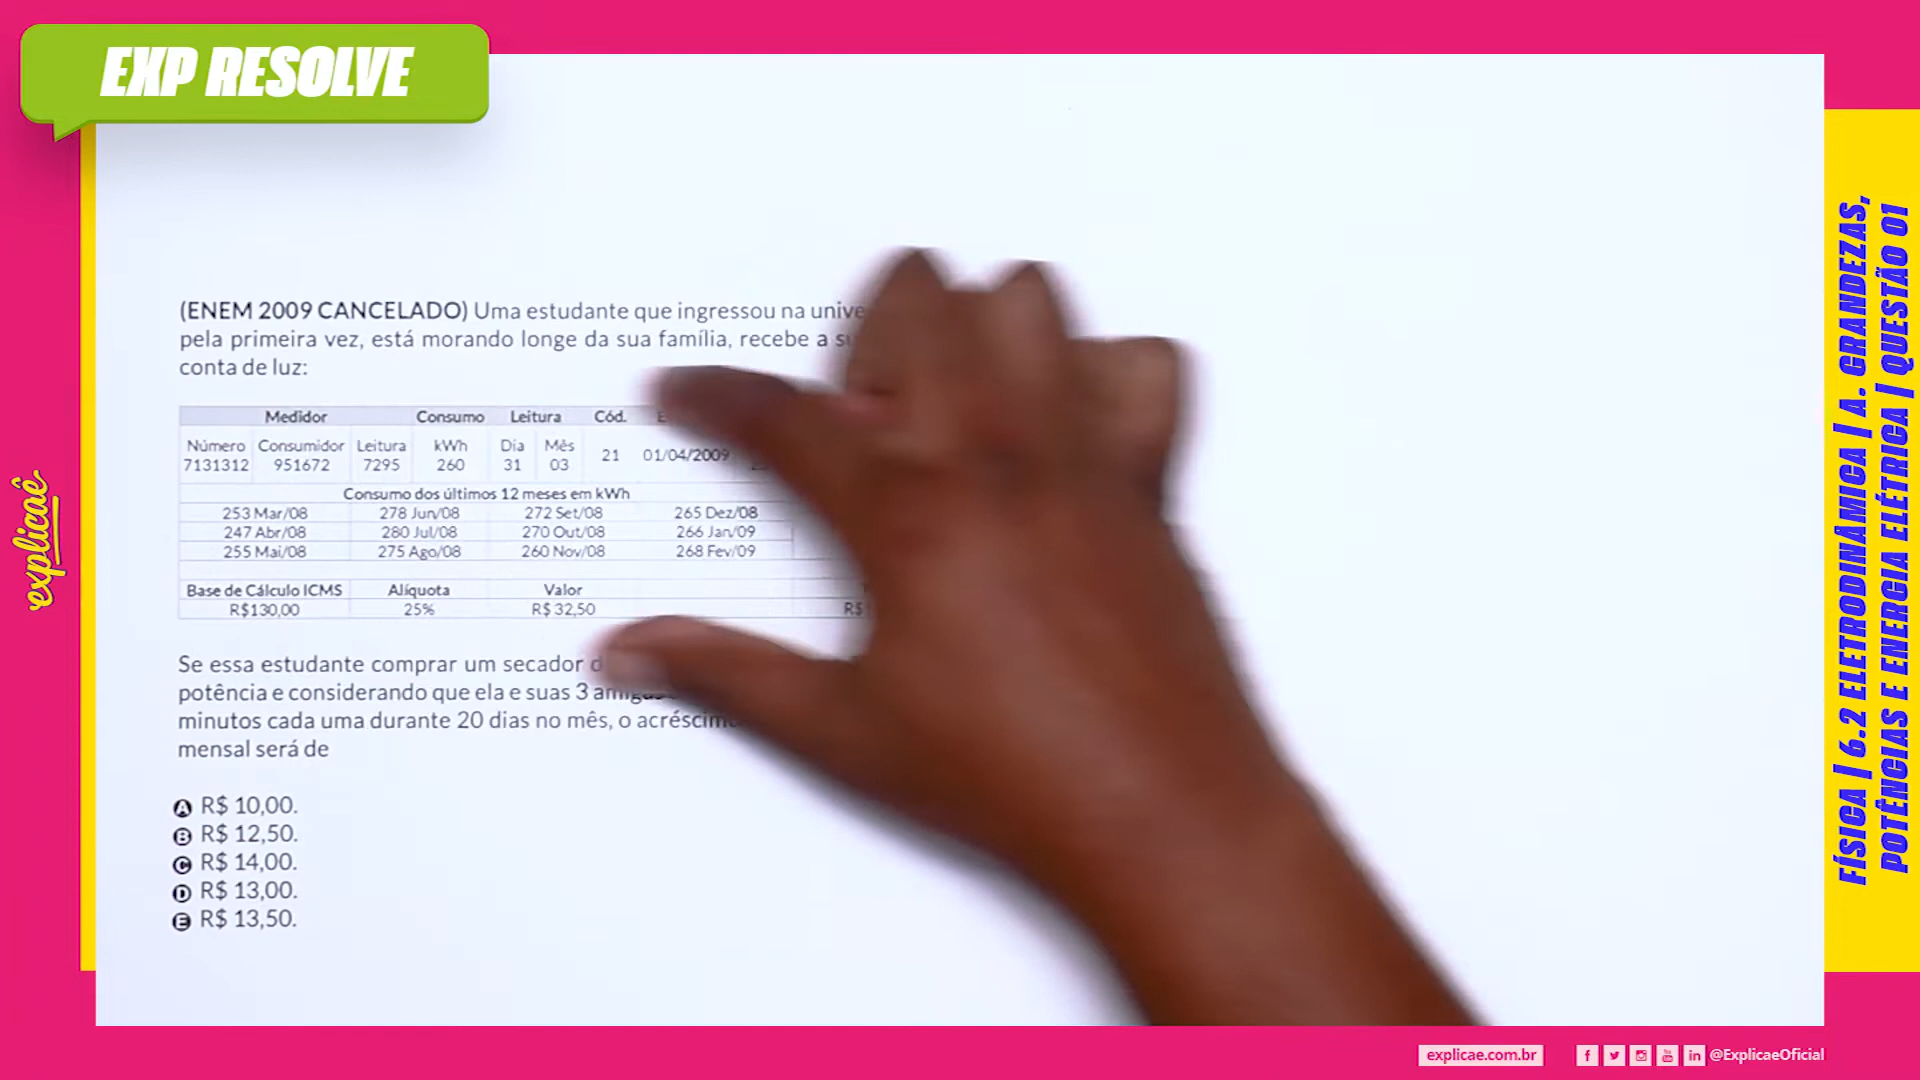 EXP RESOLVE
(ENEM 2009 CANCELADO) Uma estudante que ingressou na
pela primeira vez, está morando longe da sua família, recebe a
conta de luz:
Medidor Consumo Leitura Cód.
Número Consumidor Leitura kWh Dia Mês
7131312 951672 7295 260 31 03 21 01/04/2009
Consumo dos últimos 12 meses em kWh
253 Mar/08 278 Jun/08 272 Set/08 265 Dez/08
247 Abr/08 280 Jul/08 270 Out/08 266 Jan/09
255 Mai/08 275 Ago/08 260 Nov/08 268 Fev/09
Base de Cálculo ICMS Alíquota Valor
R$130,00 25% R$ 32,50 R$
Se essa estudante comprar um secador
potência e considerando que ela e suas 3 amigas
minutos cada uma durante 20 dias no mês, o
mensal será de
A R$ 10,00.
B R$ 12,50.
C R$ 14,00.
D R$ 13,00.
E R$ 13,50.
explicaê
FÍSICA | 6.2 ELETRODINÂMICA | A. GRANDEZAS,
POTÊNCIAS E ENERGIA ELÉTRICA | QUESTÃO 01
explicae.com.br
@ExplicaeOficial